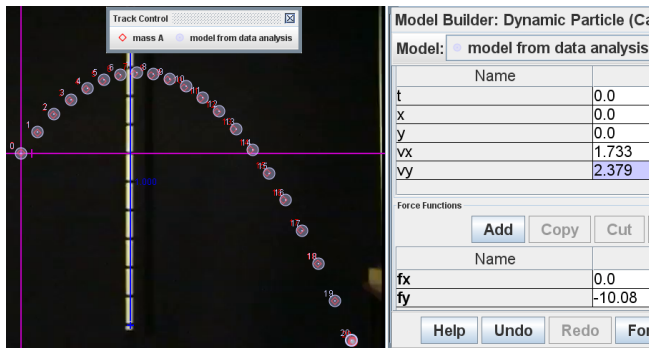 Track Control
mass A model from data analysis
0
1
2
3
4
5
6
8
9
10
11
12
13
14
15
16
17
18
19
20
Model Builder: Dynamic Particle (Ca
Model: model from data analysis
Name
t 0.0
x 0.0
y 0.0
vx 1.733
vy 2.379
Force Functions
Add Copy Cut
Name
fx 0.0
fy -10.08
Help Undo Redo For